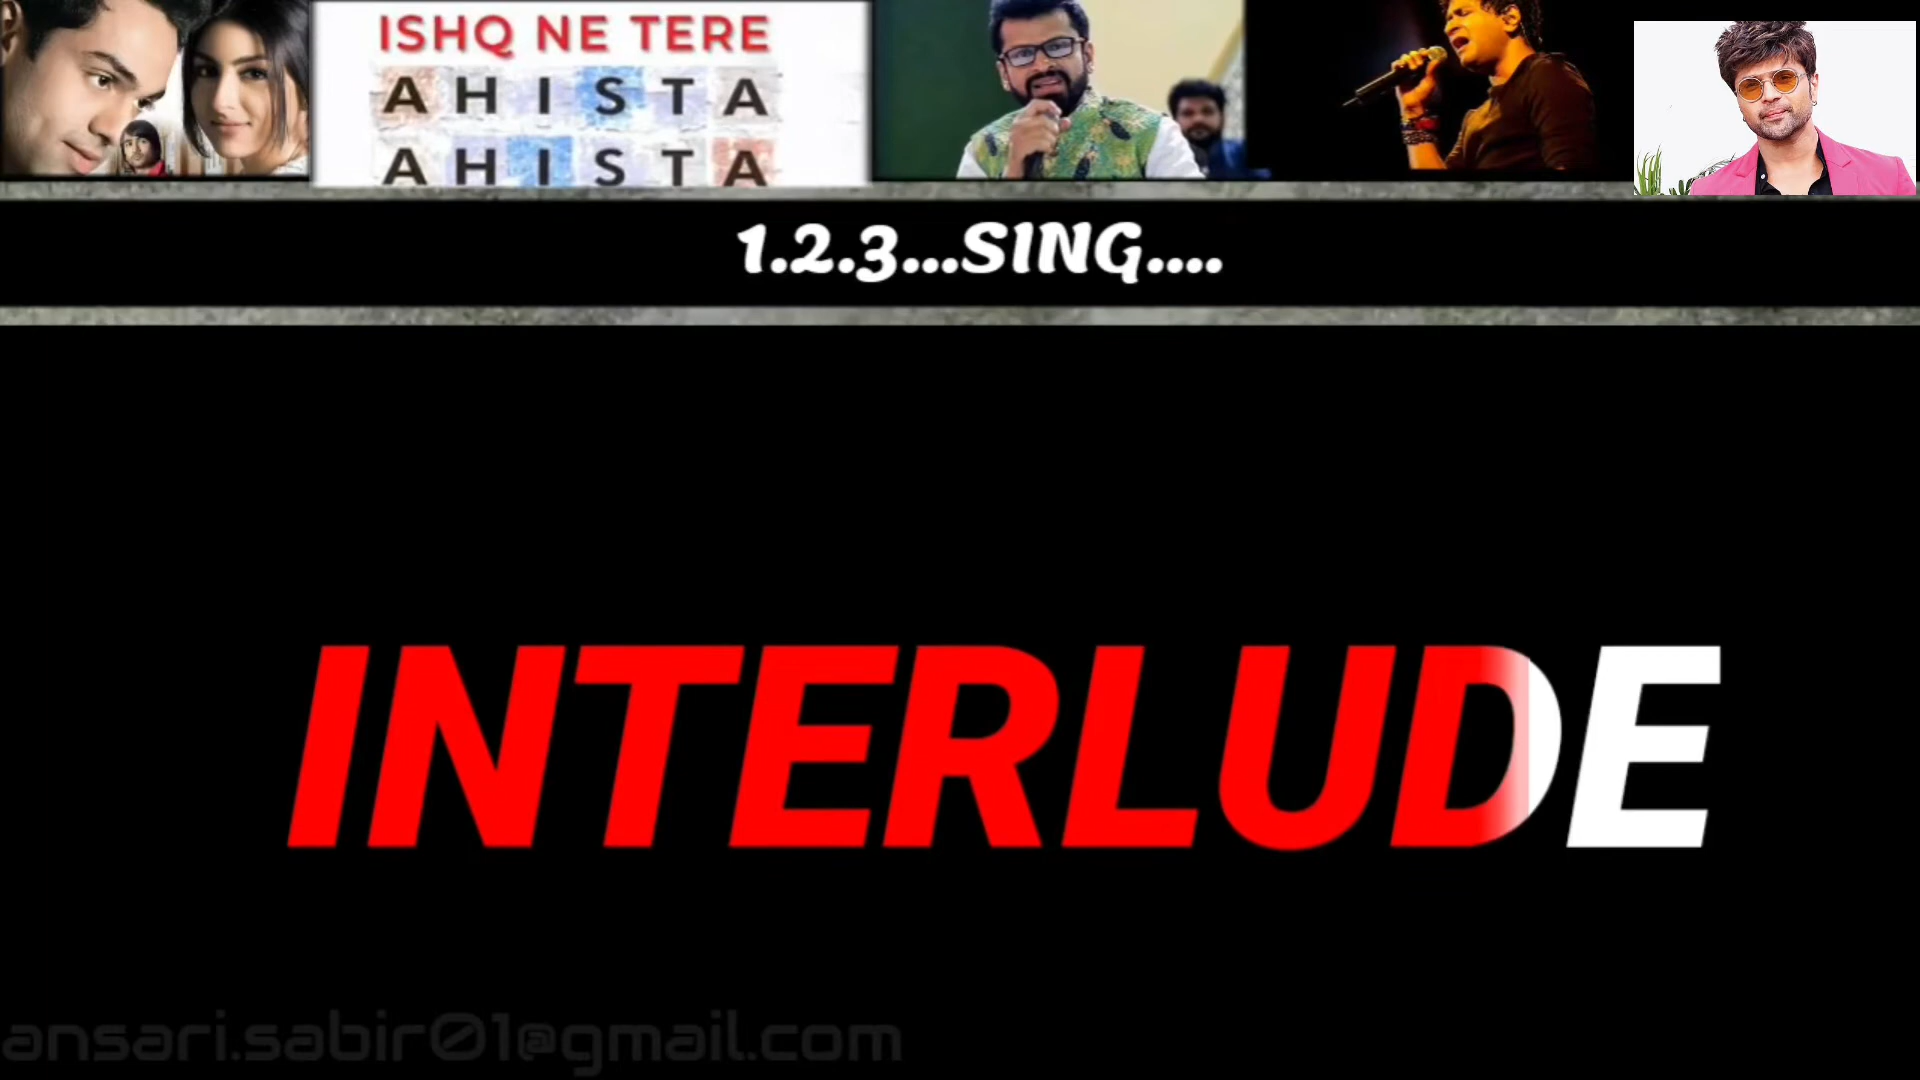 ISHQ NE TERE
AHISTA
AHISTA
1.2.3...SING....
INTERLUDE
ansari.sabir01@gmail.com